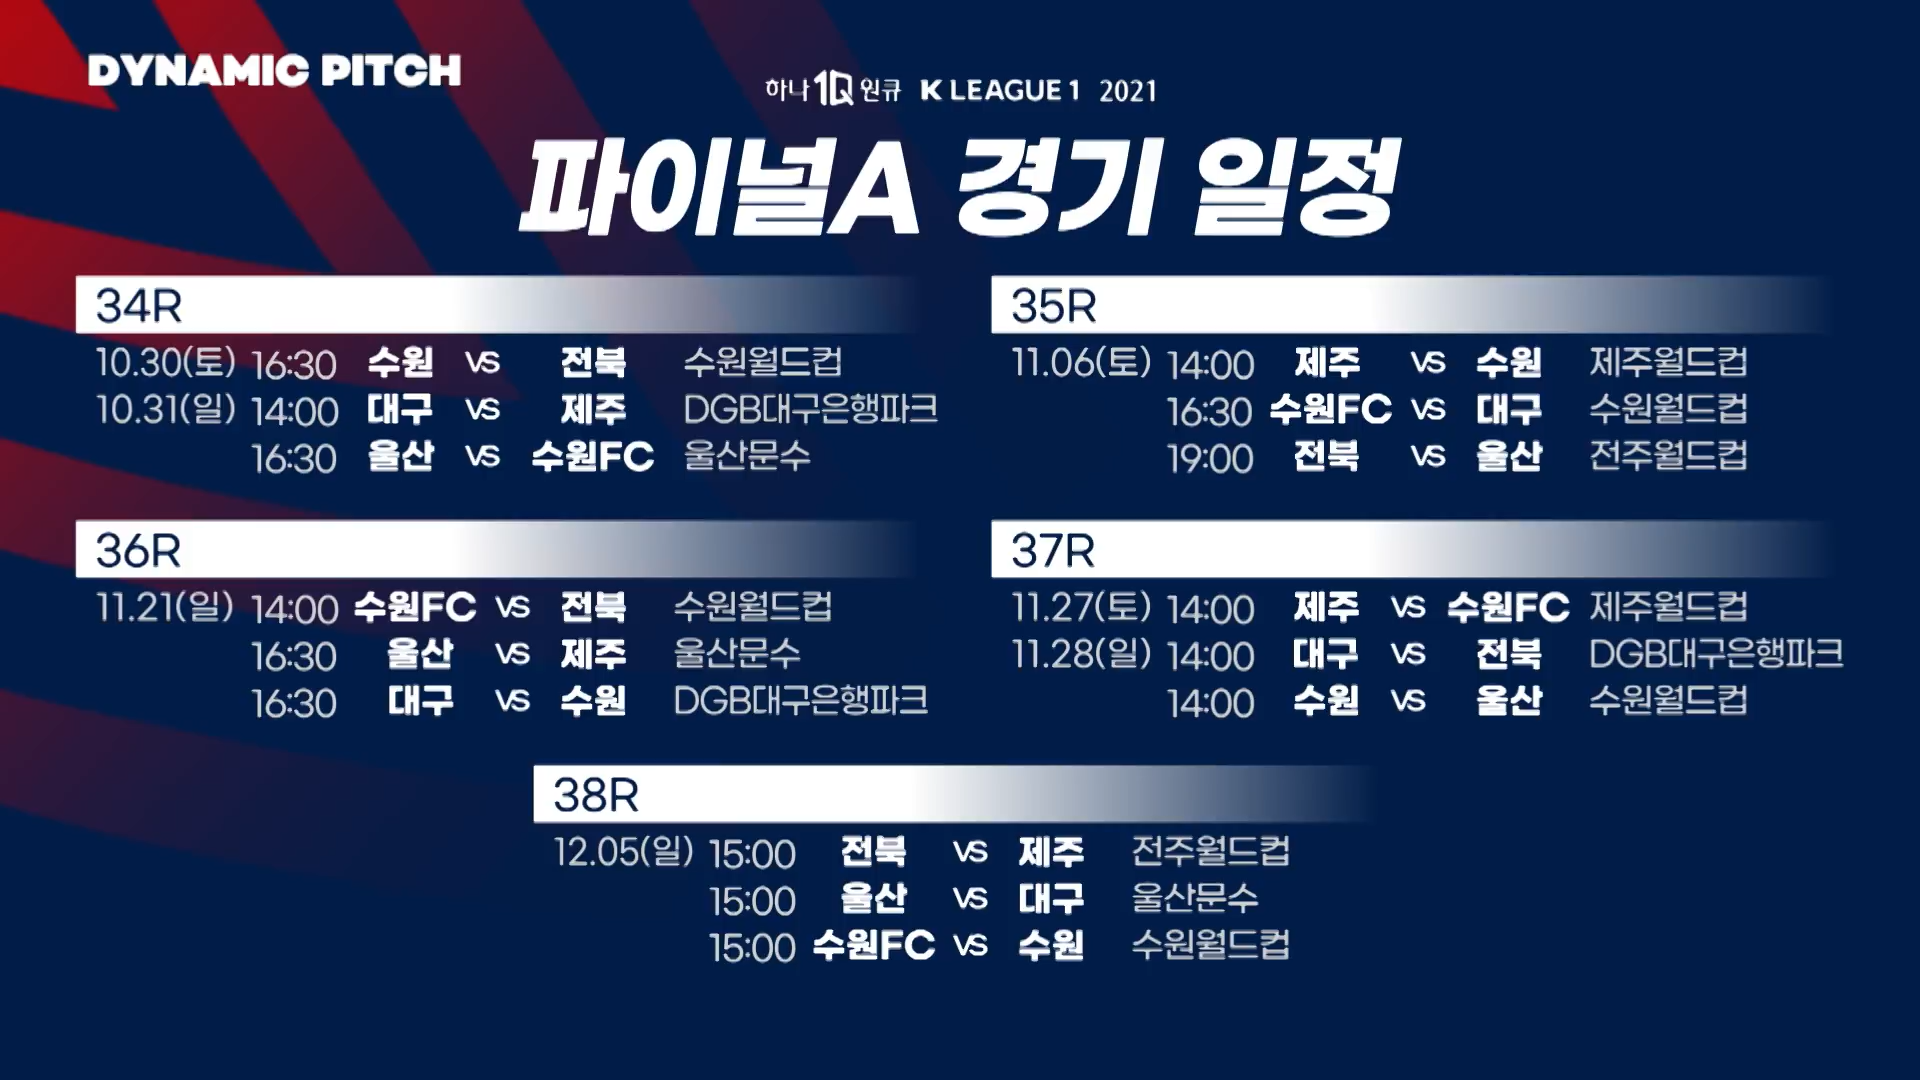 DYNAMIC PITCH
하나 1Q 원큐 K LEAGUE 1 2021
파이널A 경기 일정
34R
10.30(토) 16:30 수원 VS 전북 수원월드컵
10.31(일) 14:00 대구 VS 제주 DGB대구은행파크
16:30 울산 VS 수원FC 울산문수
35R
11.06(토) 14:00 제주 VS 수원 제주월드컵
16:30 수원FC VS 대구 수원월드컵
19:00 전북 VS 울산 전주월드컵
36R
11.21(일) 14:00 수원FC VS 전북 수원월드컵
16:30 울산 VS 제주 울산문수
16:30 대구 VS 수원 DGB대구은행파크
37R
11.27(토) 14:00 제주 VS 수원FC 제주월드컵
11.28(일) 14:00 대구 VS 전북 DGB대구은행파크
14:00 수원 VS 울산 수원월드컵
38R
12.05(일) 15:00 전북 VS 제주 전주월드컵
15:00 울산 VS 대구 울산문수
15:00 수원FC VS 수원 수원월드컵